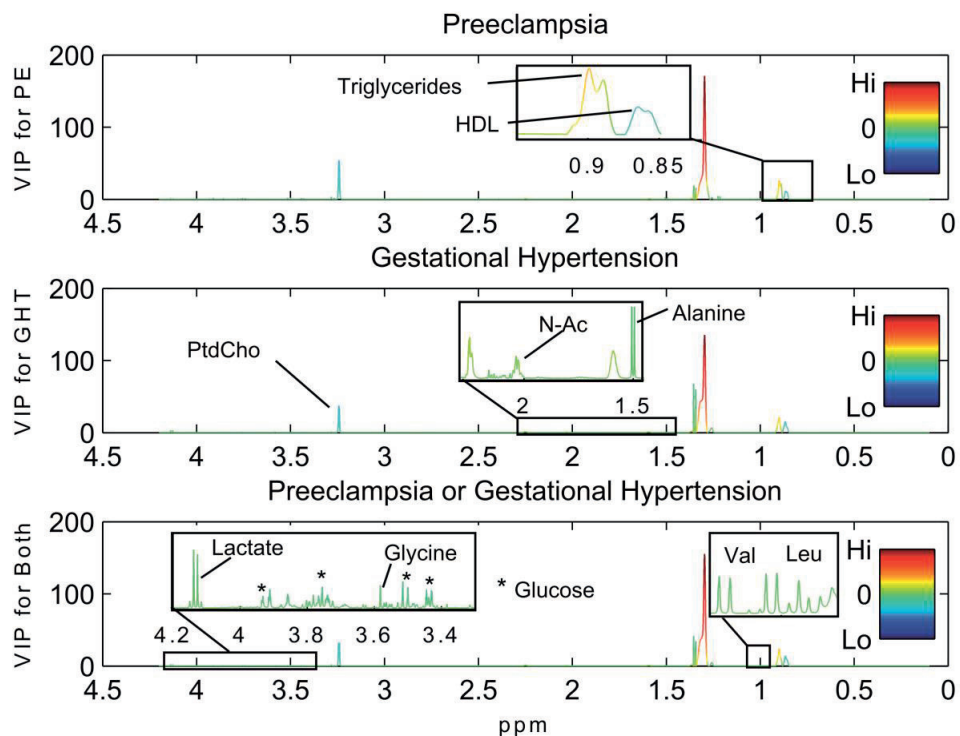 Preeclampsia
VIP for PE
200
100
0
Triglycerides
HDL
0.9 0.85
Hi
0
Lo
4.5 4 3.5 3 2.5 2 1.5 1 0.5 0
Gestational Hypertension
VIP for GHT
200
100
0
PtdCho
N-Ac
Alanine
2 1.5
Hi
0
Lo
4.5 4 3.5 3 2.5 2 1.5 1 0.5 0
Preeclampsia or Gestational Hypertension
VIP for Both
200
100
0
Lactate
Glycine
* * * *
4.2 4 3.8 3.6 3.4
* Glucose
Val Leu
Hi
0
Lo
4.5 4 3.5 3 2.5 2 1.5 1 0.5 0
ppm